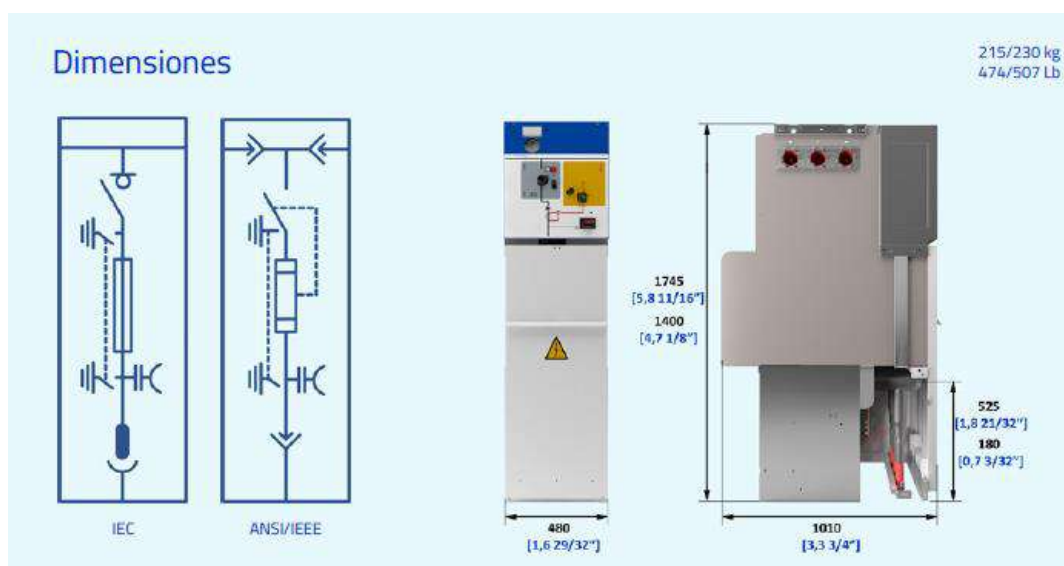 Dimensiones
215/230 kg
474/507 Lb
IEC
ANSI/IEEE
1745
[5,8 11/16"]
1400
[4,7 1/8"]
480
[1,6 29/32"]
525
[1,8 21/32"]
180
[0,7 3/32"]
1010
[3,3 3/4"]